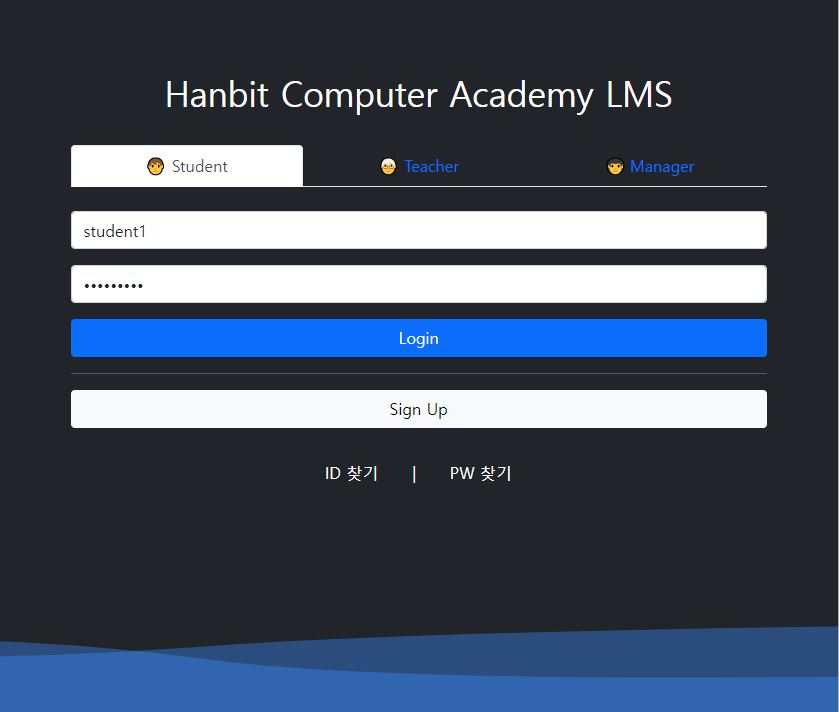 Hanbit Computer Academy LMS
Student Teacher Manager
student1
•••••••••
Login
Sign Up
ID 찾기 | PW 찾기